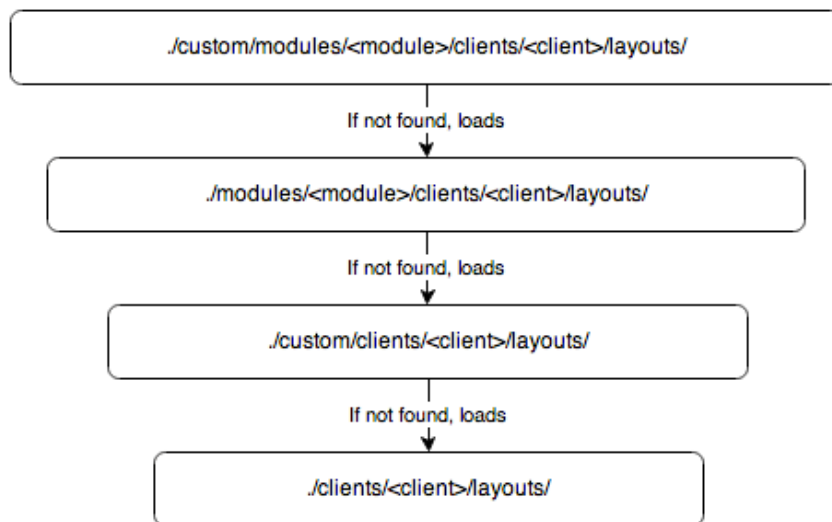 ./custom/modules/<module>/clients/<client>/layouts/
If not found, loads
./modules/<module>/clients/<client>/layouts/
If not found, loads
./custom/clients/<client>/layouts/
If not found, loads
./clients/<client>/layouts/